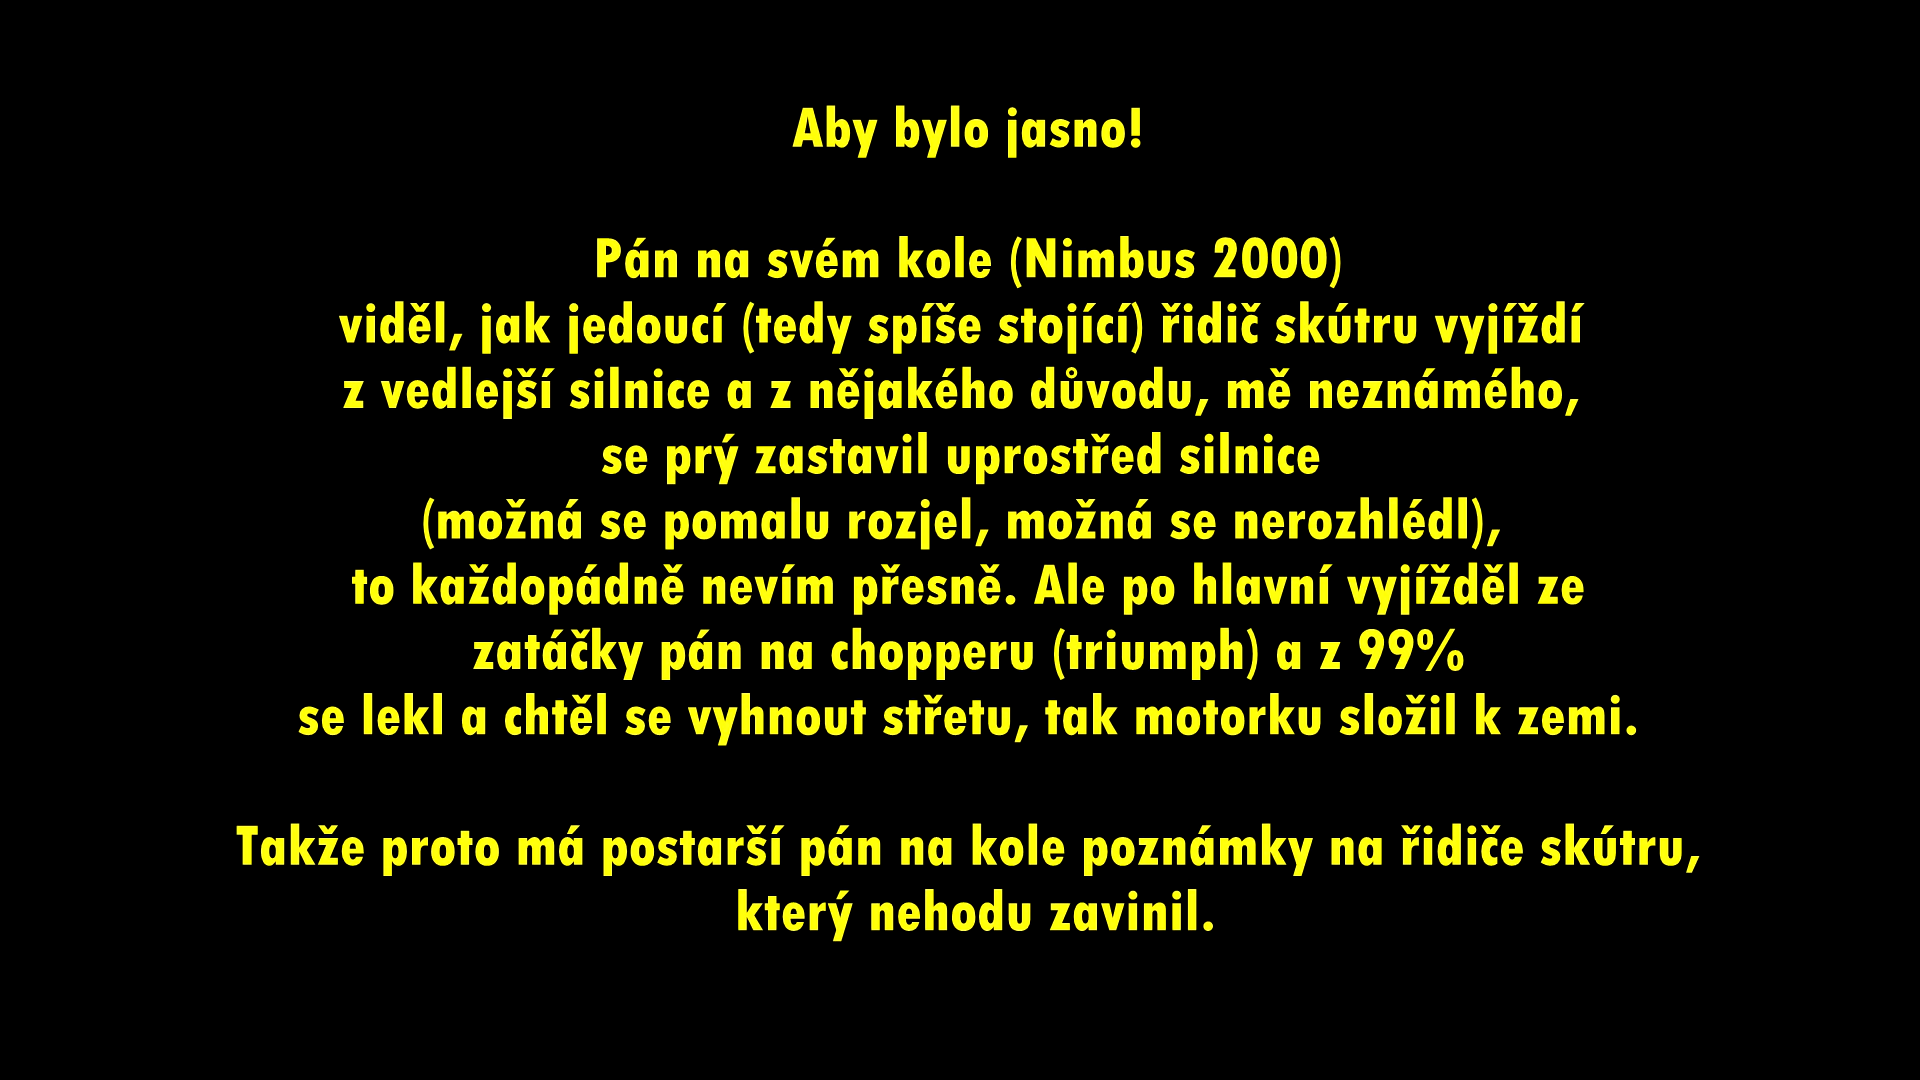 Aby bylo jasno!
Pán na svém kole (Nimbus 2000)
viděl, jak jedoucí (tedy spíše stojící) řidič skútru vyjíždí
z vedlejší silnice a z nějakého důvodu, mě neznámého,
se prý zastavil uprostřed silnice
(možná se pomalu rozjel, možná se nerozhlédl),
to každopádně nevím přesně. Ale po hlavní vyjížděl ze
zatáčky pán na chopperu (triumph) a z 99%
se lekl a chtěl se vyhnout střetu, tak motorku složil k zemi.
Takže proto má postarší pán na kole poznámky na řidiče skútru,
který nehodu zavinil.